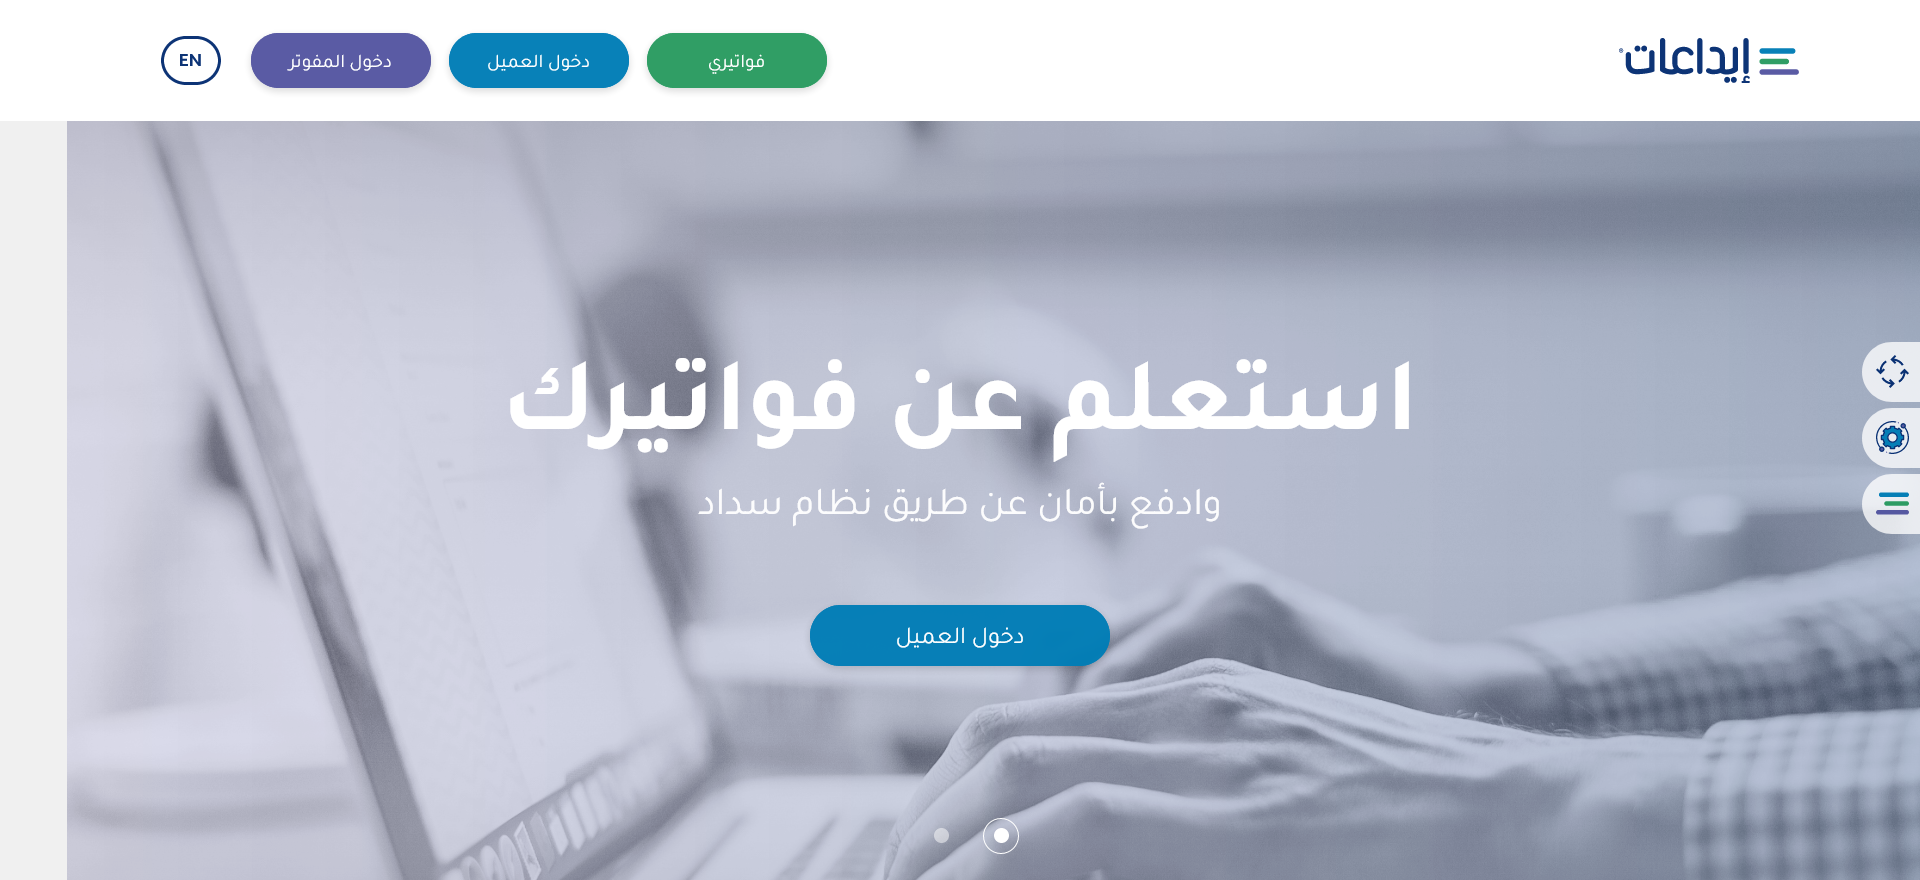 إيداعات®
فواتيري
دخول العميل
دخول المفوتر
EN
استعلم عن فواتيرك
وادفع بأمان عن طريق نظام سداد
دخول العميل